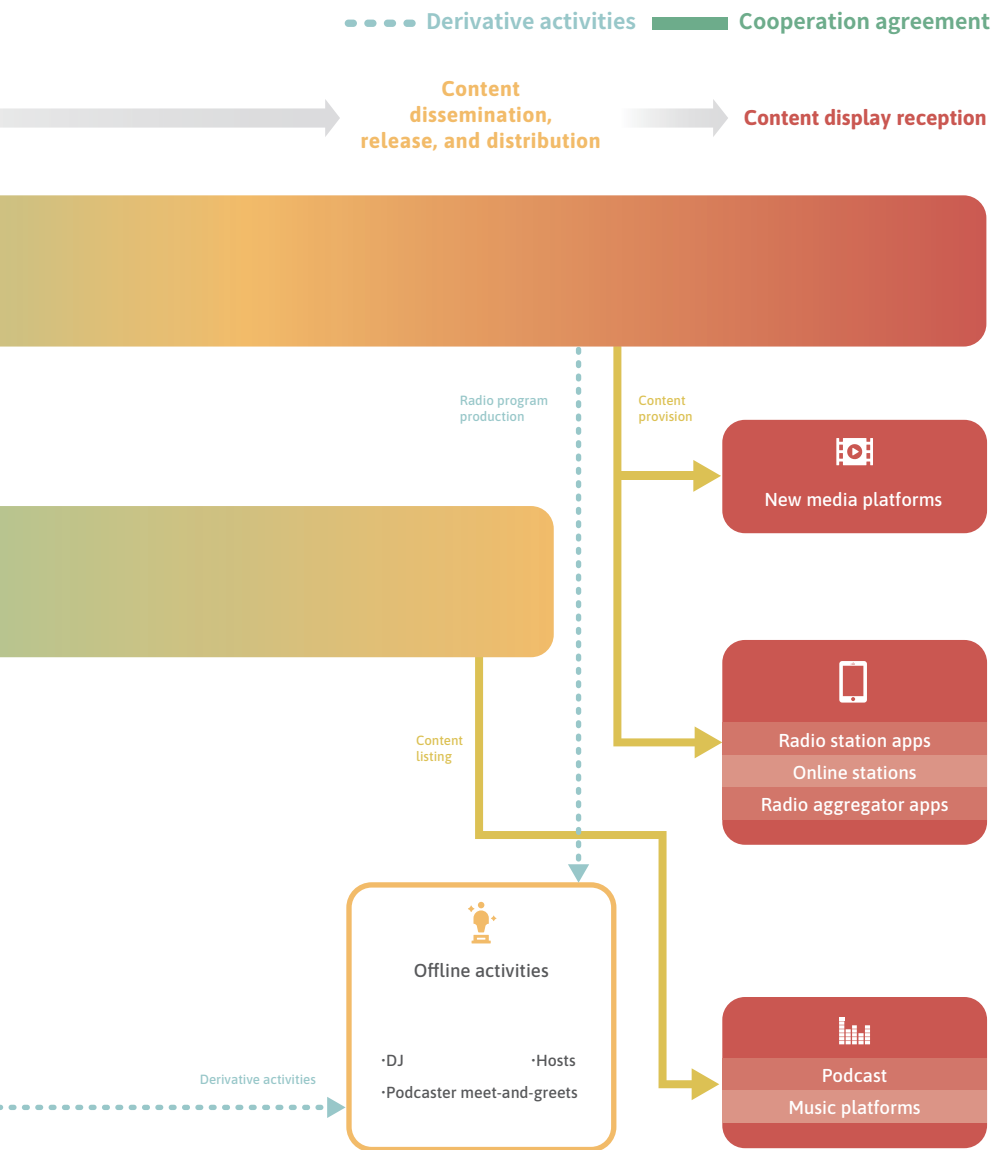 Derivative activities
Cooperation agreement
Content
dissemination,
release, and distribution
Content display reception
Radio program
production
Content
provision
New media platforms
Radio station apps
Online stations
Radio aggregator apps
Content
listing
Offline activities
·DJ
·Hosts
·Podcaster meet-and-greets
Derivative activities
Podcast
Music platforms